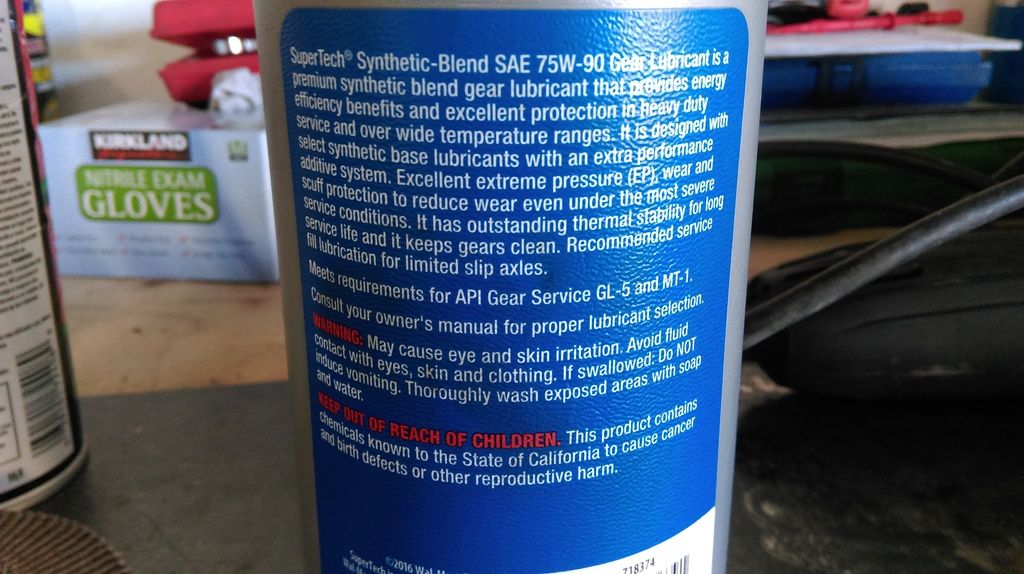 SuperTech® Synthetic-Blend SAE 75W-90 Gear Lubricant is a
premium synthetic blend gear lubricant that provides energy
efficiency benefits and excellent protection in heavy duty
service and over wide temperature ranges. It is designed with
select synthetic base lubricants with an extra performance
additive system. Excellent extreme pressure (EP), wear and
scuff protection to reduce wear even under the most severe
service conditions. It has outstanding thermal stability for long
service life and it keeps gears clean. Recommended service
fill lubrication for limited slip axles.
Meets requirements for API Gear Service GL-5 and MT-1.
Consult your owner's manual for proper lubricant selection.
WARNING: May cause eye and skin irritation. Avoid fluid
contact with eyes, skin and clothing. If swallowed: Do NOT
induce vomiting. Thoroughly wash exposed areas with soap
and water.
KEEP OUT OF REACH OF CHILDREN. This product contains
chemicals known to the State of California to cause cancer
and birth defects or other reproductive harm.
©2016 Wal-M
SuperTech
Wal-M
718374
KIRKLAND
M
NITRILE EXAM
GLOVES